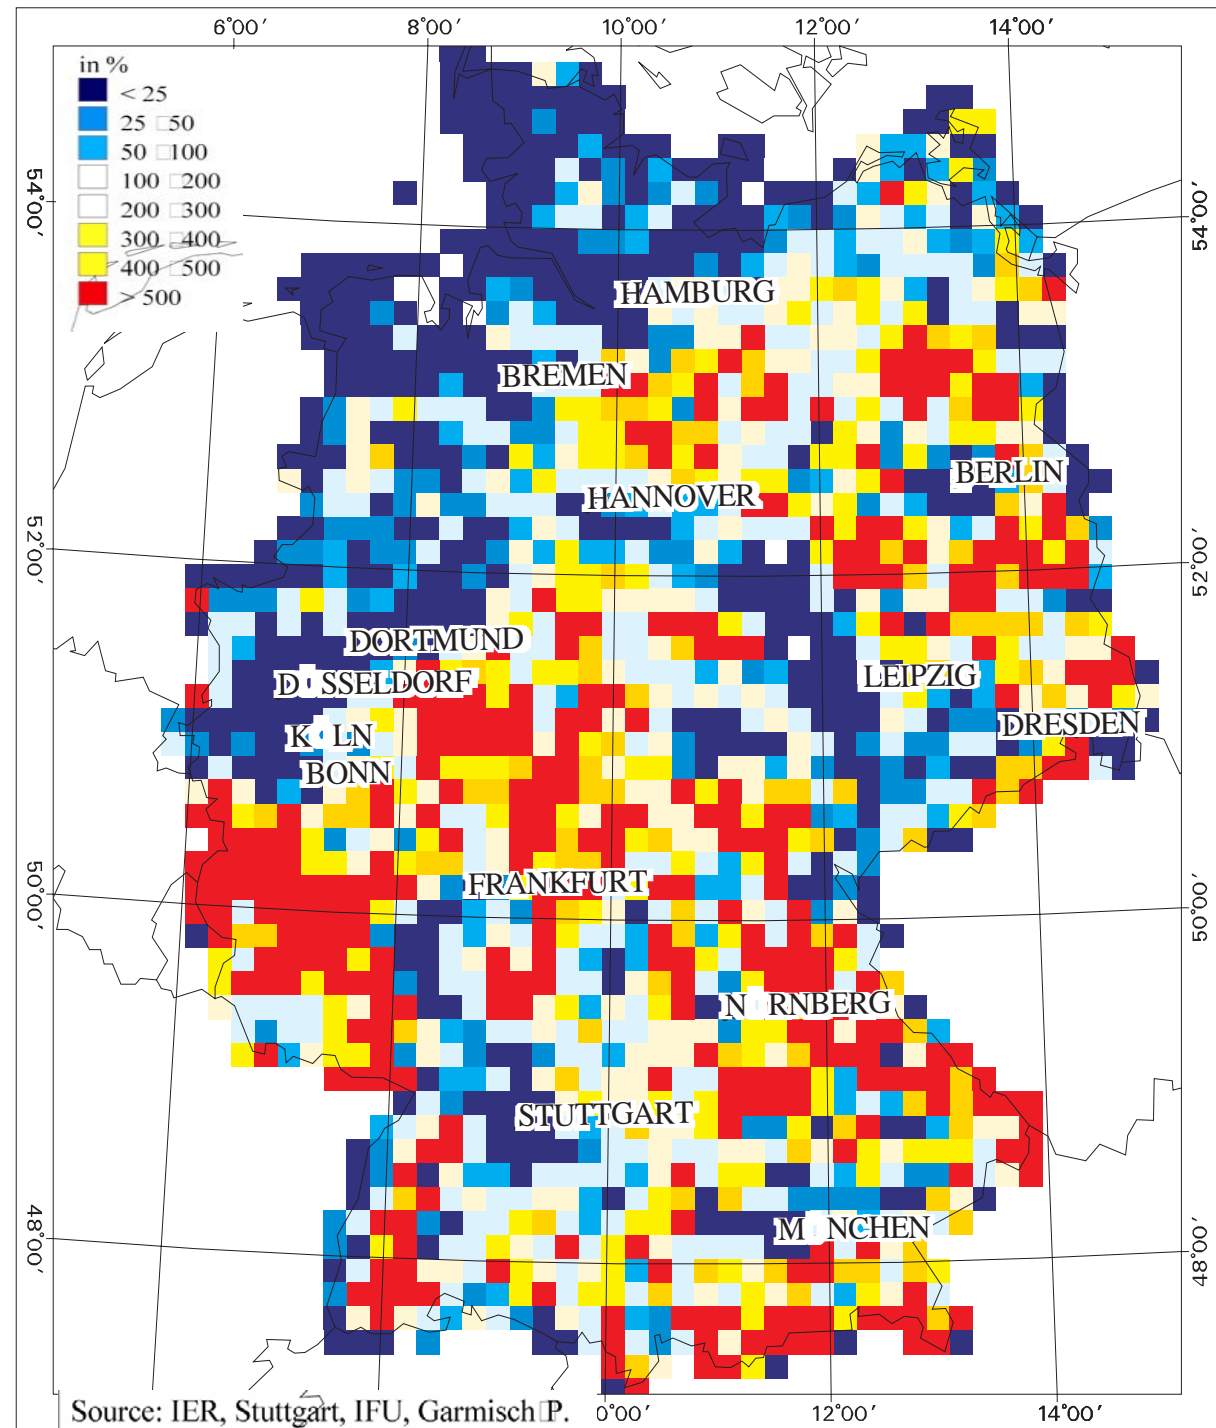 6°00′ 8°00′ 10°00′ 12°00′ 14°00′
in %
< 25
25 □50
50 □100
100 □200
200 □300
300 □400
400 □500
> 500
54°00′ 54°00′
HAMBURG
BREMEN
BERLIN
HANNOVER
52°00′ 52°00′
DORTMUND
LEIPZIG
D SSELDORF
DRESDEN
K LN
BONN
FRANKFURT
50°00′ 50°00′
N RNBERG
STUTTGART
M NCHEN
48°00′ 48°00′
Source: IER, Stuttgart, IFU, Garmisch □P.
0°00′ 12°00′ 14°00′